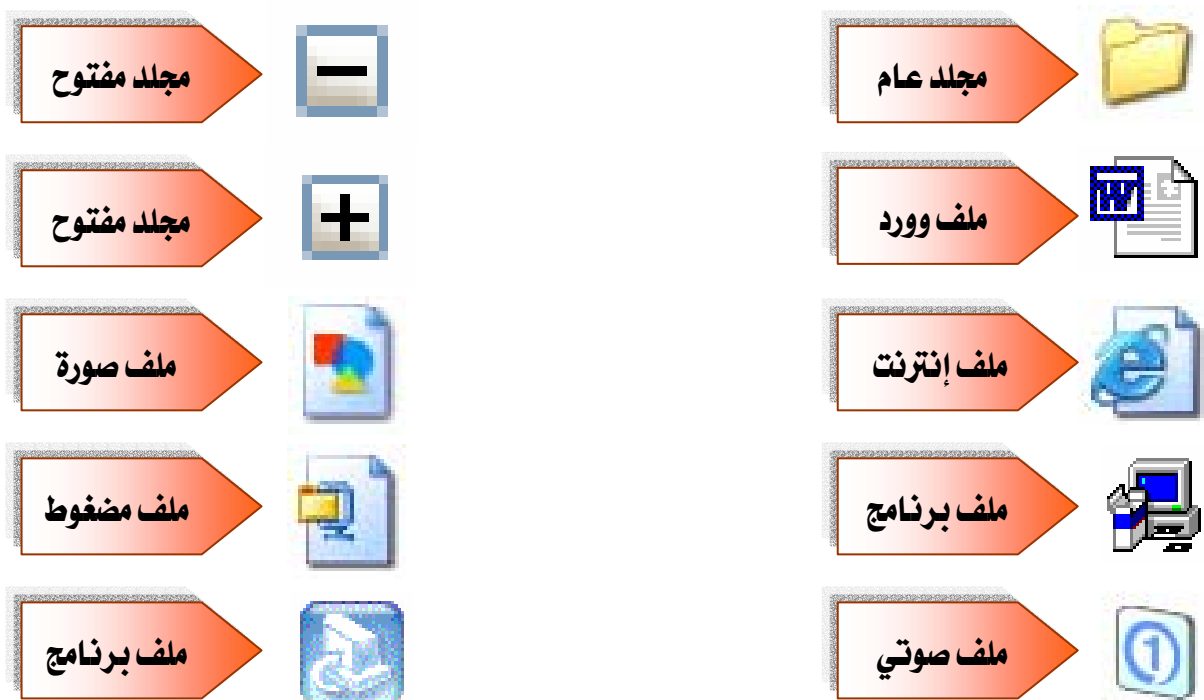 مجلد عام
مجلد مفتوح
ملف وورد
مجلد مفتوح
ملف إنترنت
ملف صورة
ملف برنامج
ملف مضغوط
ملف صوتي
ملف برنامج